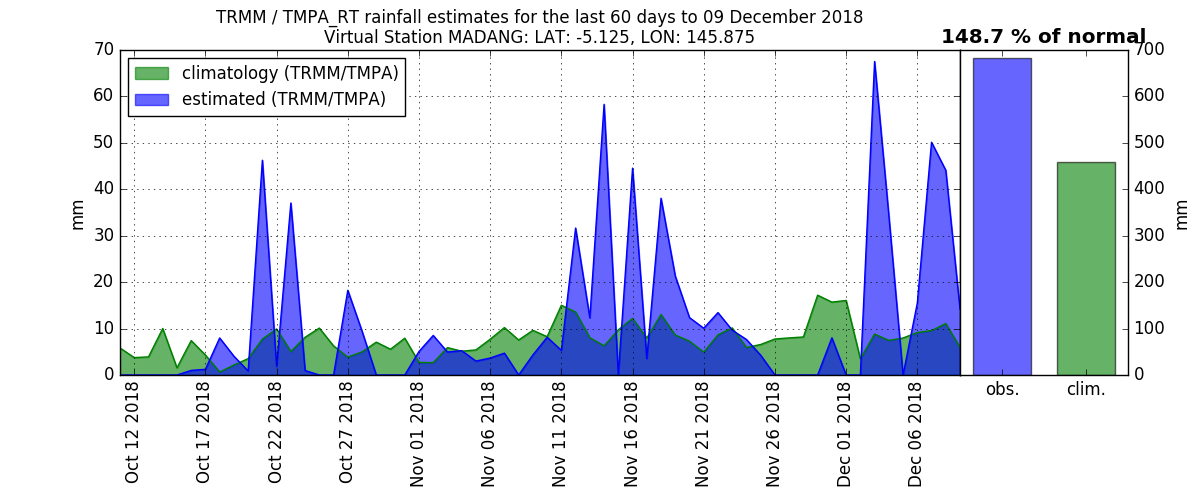 TRMM / TMPA_RT rainfall estimates for the last 60 days to 09 December 2018
Virtual Station MADANG: LAT: -5.125, LON: 145.875
148.7 % of normal
climatology (TRMM/TMPA)
estimated (TRMM/TMPA)
mm
70
60
50
40
30
20
10
0
Oct 12 2018
Oct 17 2018
Oct 22 2018
Oct 27 2018
Nov 01 2018
Nov 06 2018
Nov 11 2018
Nov 16 2018
Nov 21 2018
Nov 26 2018
Dec 01 2018
Dec 06 2018
obs.
clim.
700
600
500
400
300
200
100
0
mm